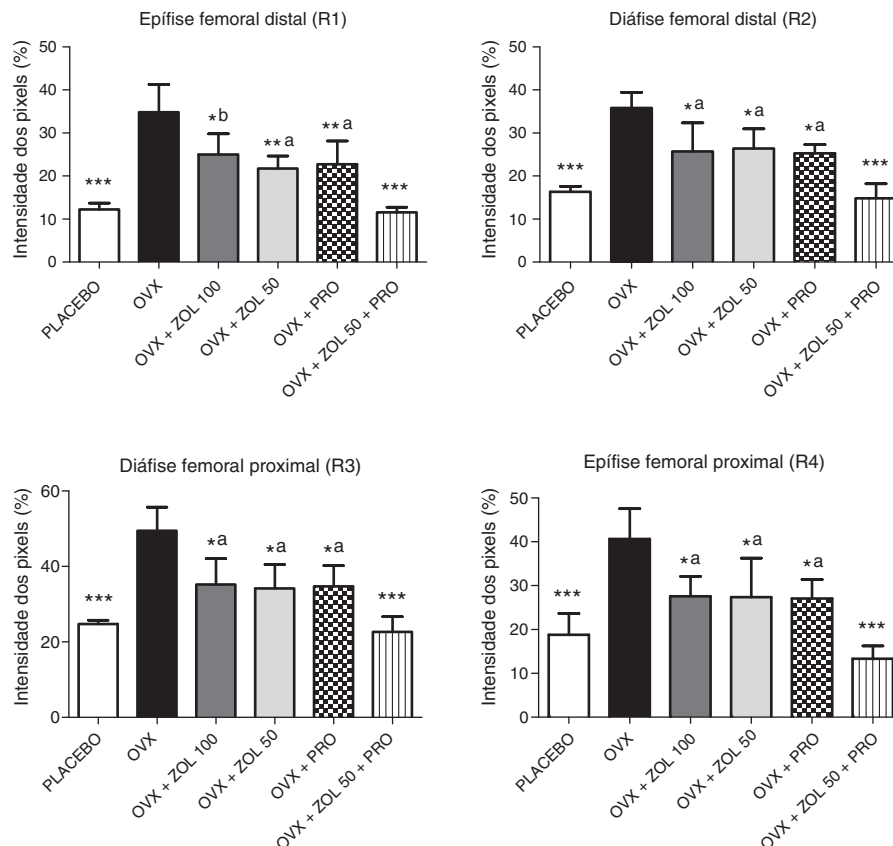 Epífise femoral distal (R1)
Intensidade dos pixels (%)
50
40
30
20
10
0
***
*b
**a
**a
***
PLACEBO
OVX
OVX + ZOL 100
OVX + ZOL 50
OVX + PRO
OVX + ZOL 50 + PRO
Diáfise femoral distal (R2)
Intensidade dos pixels (%)
50
40
30
20
10
0
***
*a
*a
*a
***
PLACEBO
OVX
OVX + ZOL 100
OVX + ZOL 50
OVX + PRO
OVX + ZOL 50 + PRO
Diáfise femoral proximal (R3)
Intensidade dos pixels (%)
60
40
20
0
***
*a
*a
*a
***
PLACEBO
OVX
OVX + ZOL 100
OVX + ZOL 50
OVX + PRO
OVX + ZOL 50 + PRO
Epífise femoral proximal (R4)
Intensidade dos pixels (%)
50
40
30
20
10
0
***
*a
*a
*a
***
PLACEBO
OVX
OVX + ZOL 100
OVX + ZOL 50
OVX + PRO
OVX + ZOL 50 + PRO